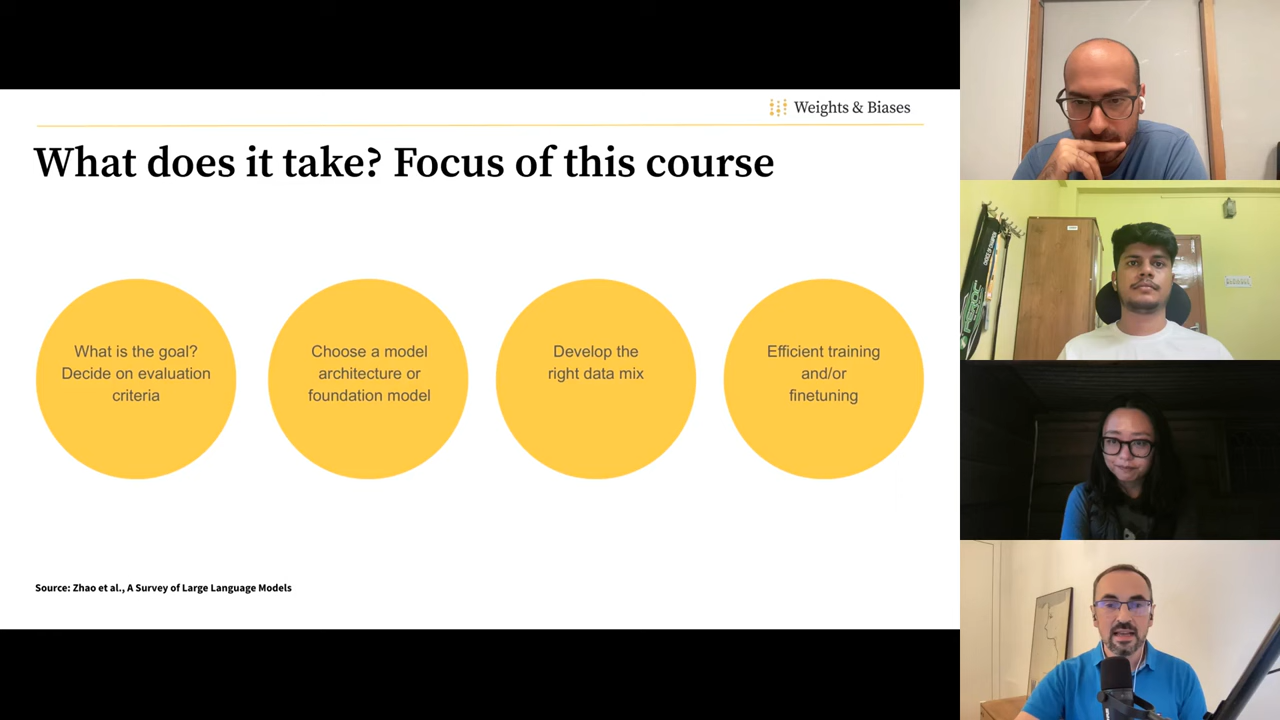 Weights & Biases
What does it take? Focus of this course
What is the goal?
Decide on evaluation
criteria
Choose a model
architecture or
foundation model
Develop the
right data mix
Efficient training
and/or
finetuning
Source: Zhao et al., A Survey of Large Language Models